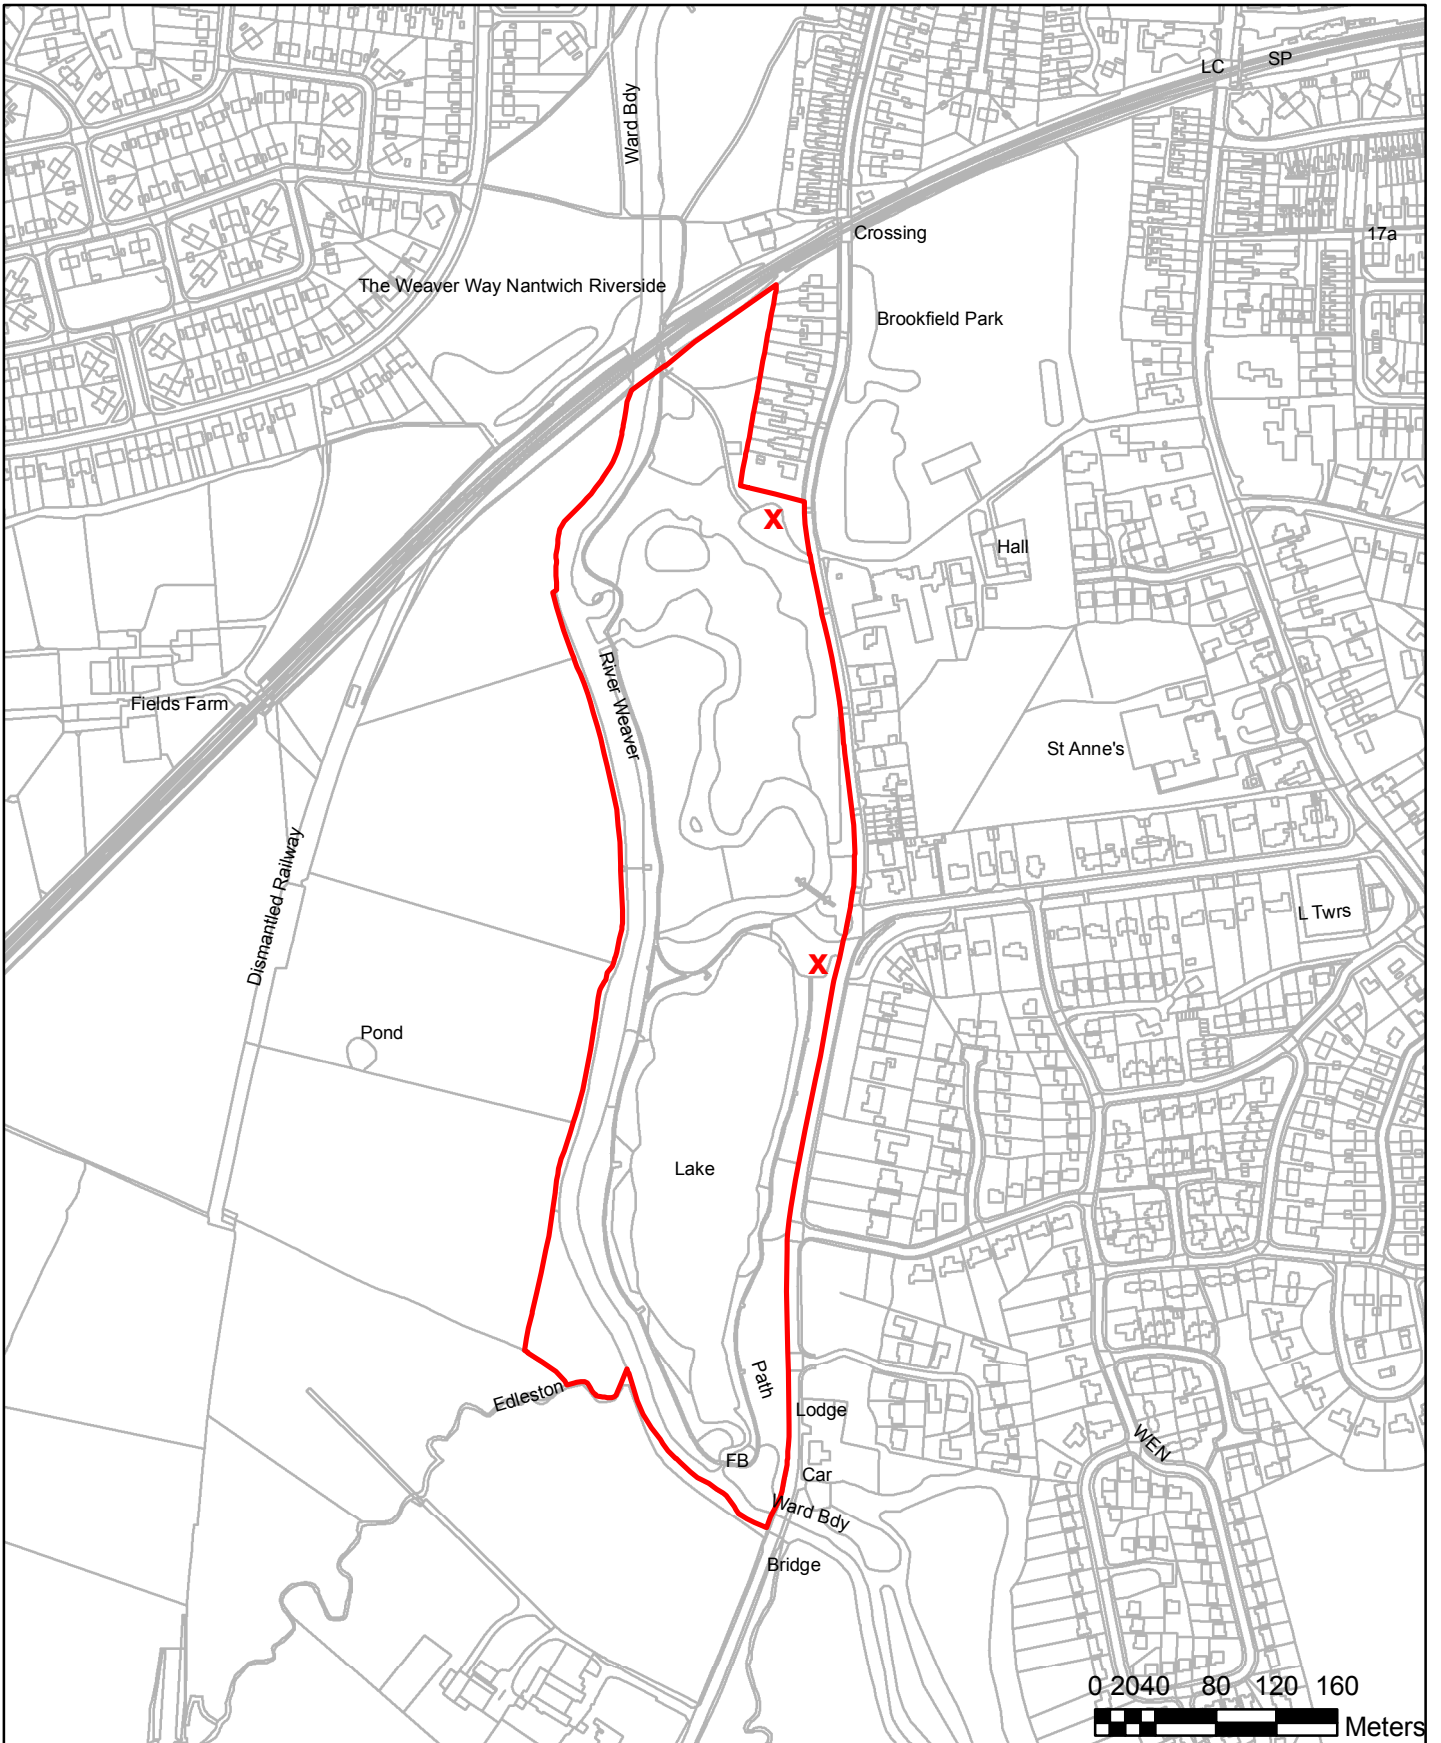 LC
SP
Ward Bdy
Crossing
17a
The Weaver Way Nantwich Riverside
Brookfield Park
X
Hall
River Weaver
Fields Farm
St Anne's
Dismantled Railway
L Twrs
X
Pond
Lake
Path
Edleston
Lodge
WEN
FB
Car
Ward Bdy
Bridge
0 20 40 80 120 160
Meters